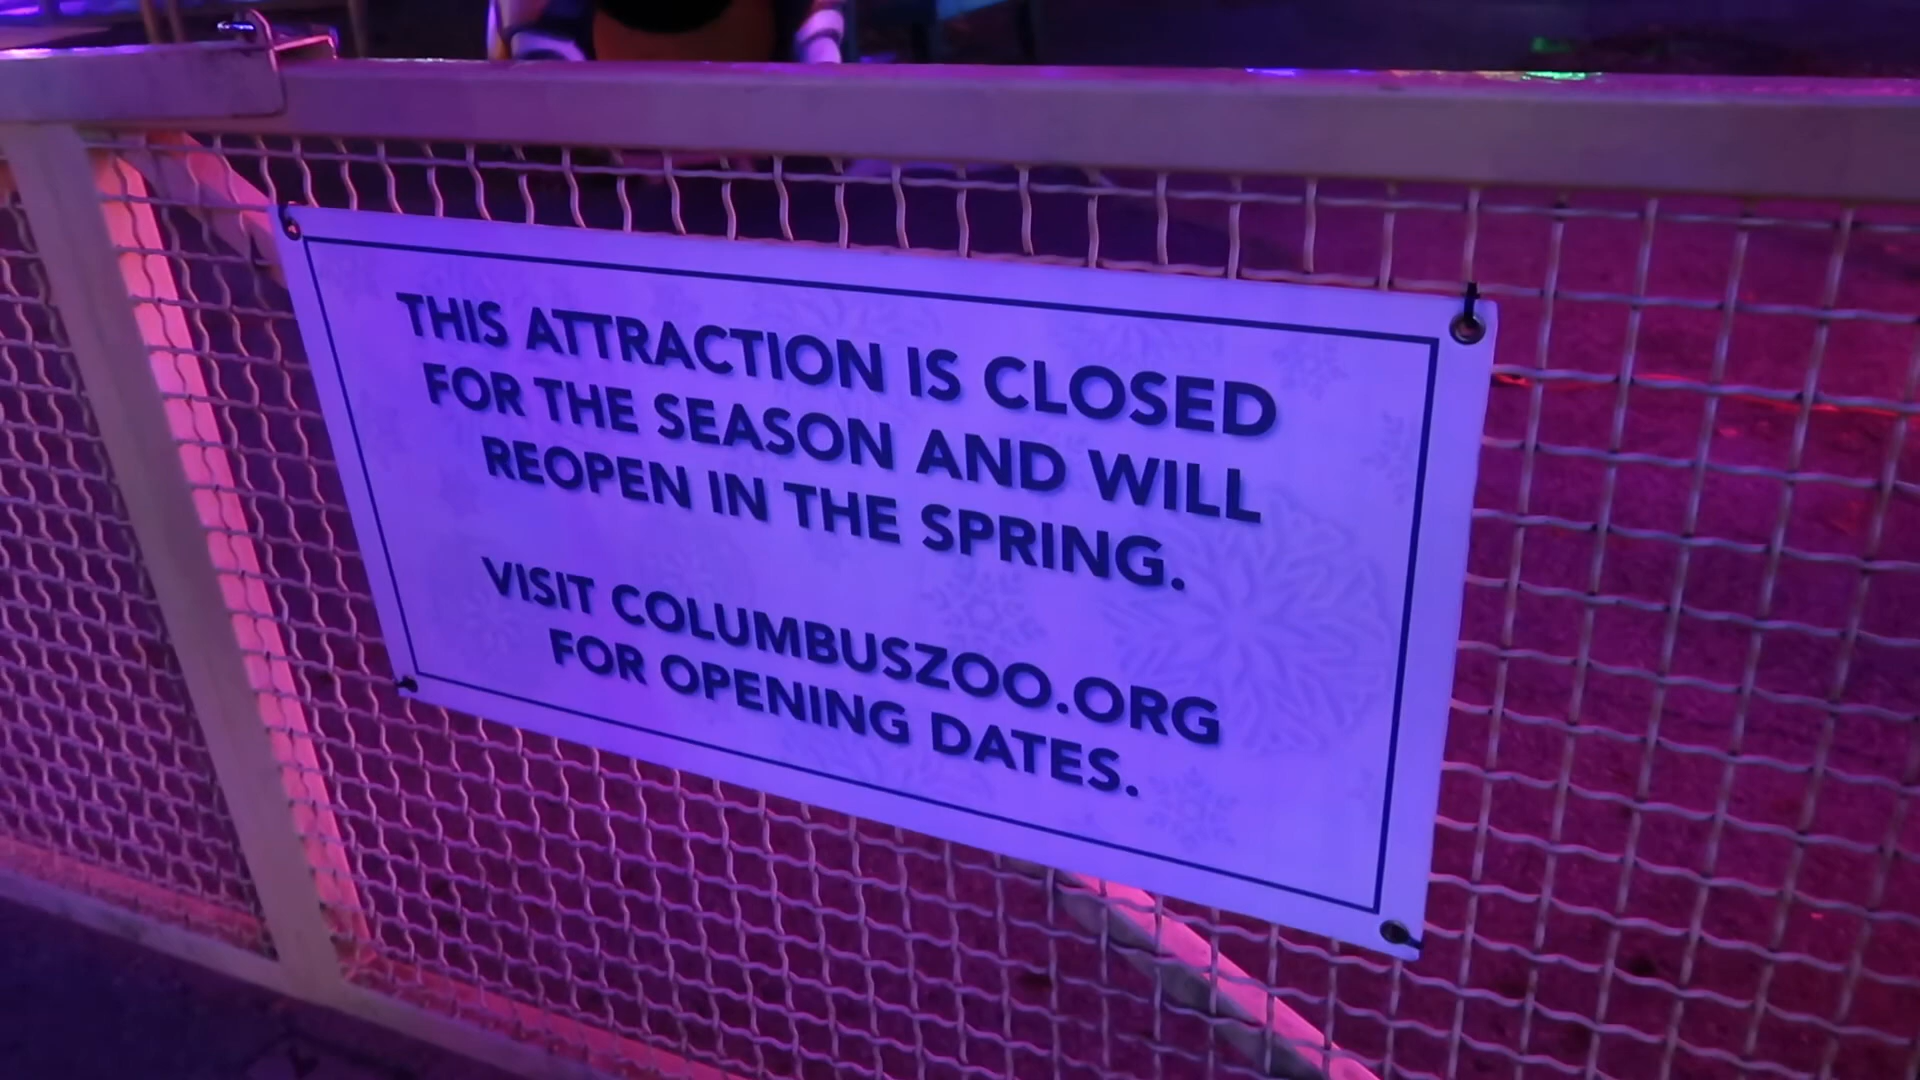 THIS ATTRACTION IS CLOSED
FOR THE SEASON AND WILL
REOPEN IN THE SPRING.
VISIT COLUMBUSZOO.ORG
FOR OPENING DATES.